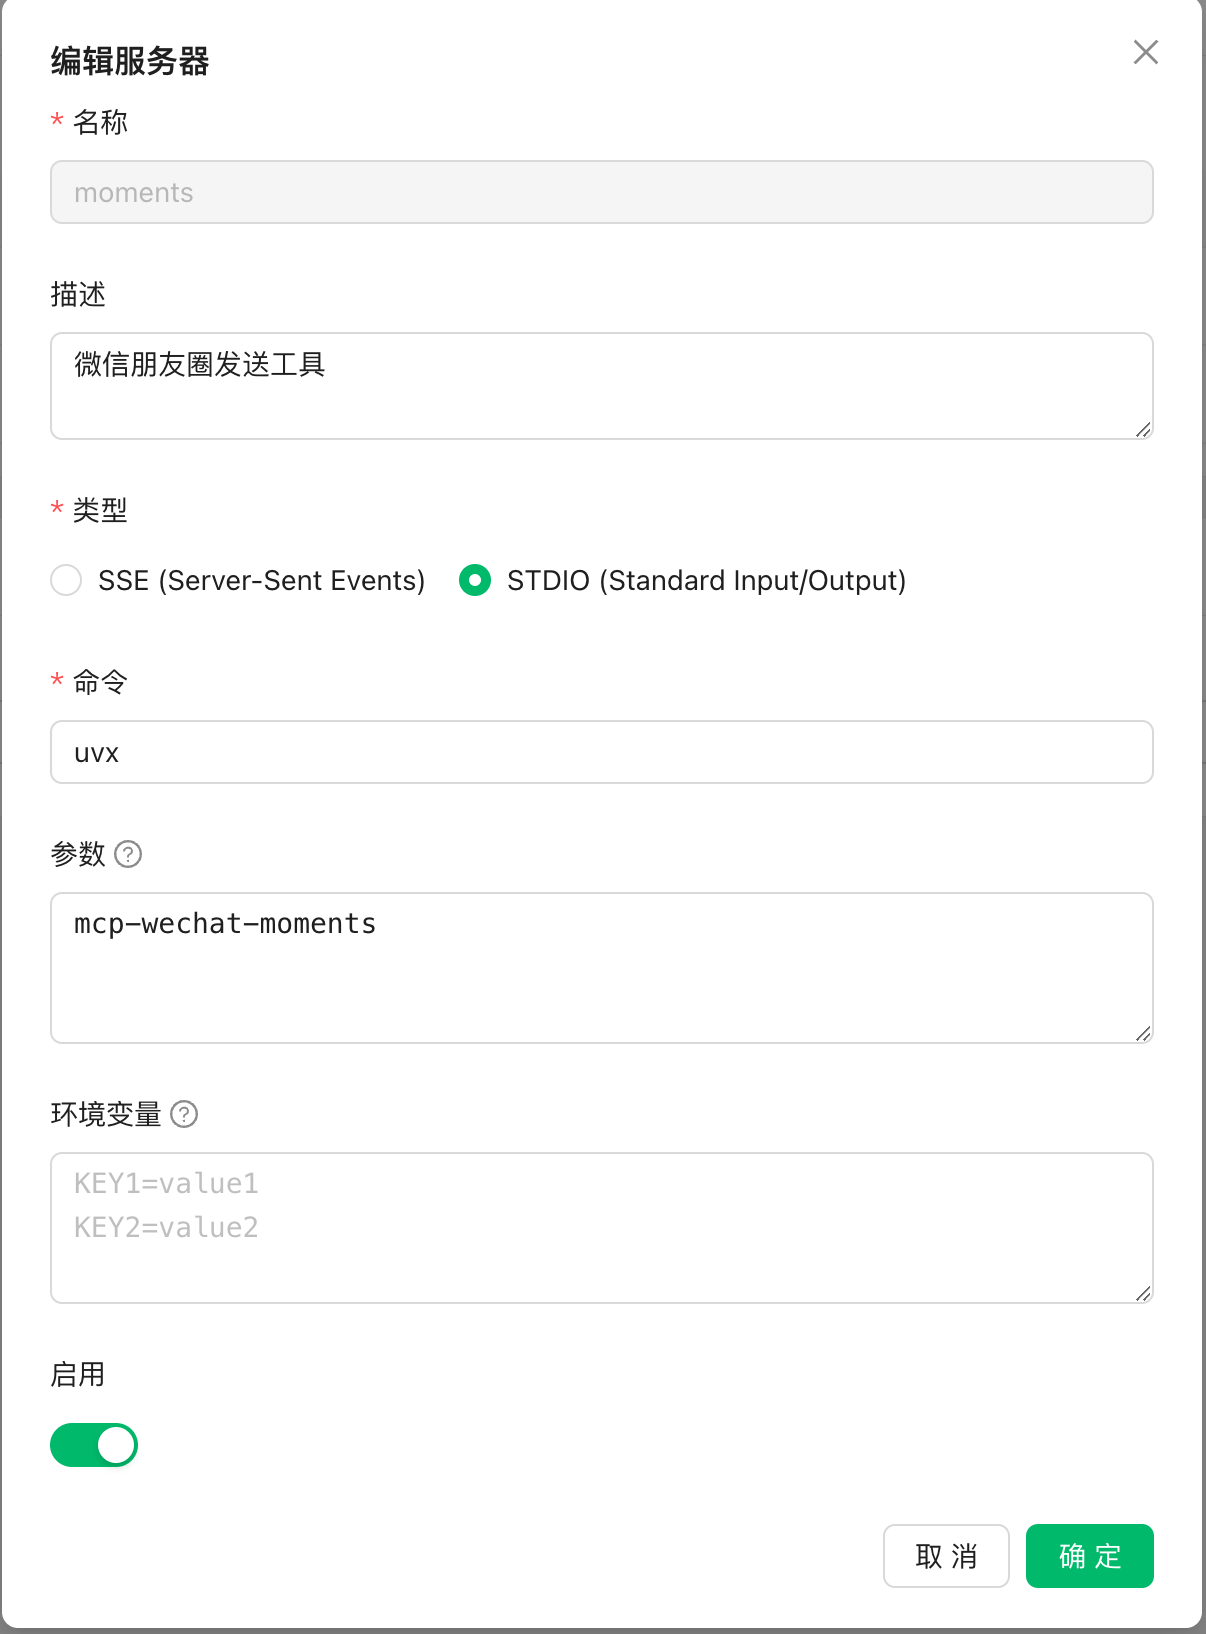 编辑服务器
* 名称
moments
描述
微信朋友圈发送工具
* 类型
SSE (Server-Sent Events) STDIO (Standard Input/Output)
* 命令
uvx
参数 ?
mcp-wechat-moments
环境变量 ?
KEY1=value1
KEY2=value2
启用
取 消 确 定